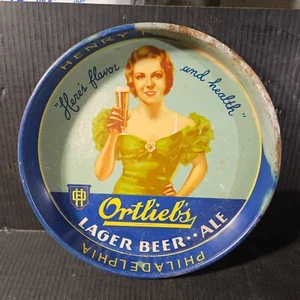 HENRY
"Here's flavor
and health"
Ortlieb's
LAGER BEER·· ALE
PHILADELPHIA